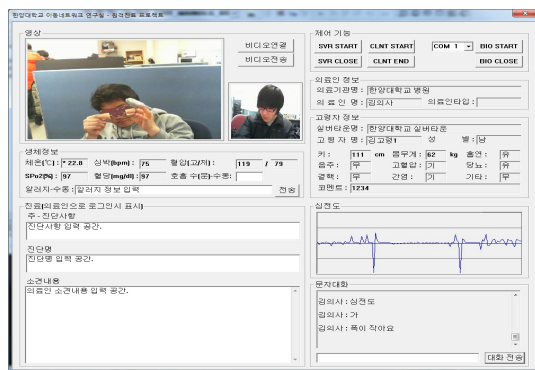 한양대학교 이동네트워크 연구실 - 원격진료 프로젝트
영상
비디오연결
비디오전송
제어 기능
SVR START CLNT START COM 1 BIO START
SVR CLOSE CLNT END BIO CLOSE
의료인 정보
의료기관명 : 한양대학교 병원
의 료 인 명 : 김의사 의료인타입 :
고령자 정보
실버타운명 : 한양대학교 실버타운
고 령 자 명 : 김고령1 성 별 : 남
키 : 111 cm 몸무게 : 62 kg 흡연 : 유
음주 : 무 고혈압 : 기 당뇨 : 유
결핵 : 무 간염 : 기 기타 : 무
코멘트 : 1234
생체정보
체온(℃) : * 22.8 심박(bpm) : 75 혈압(고/저) : 119 / 79
SPo2(%) : 97 혈당(mg/dl) : 97 호흡 수(분)-수동 :
알러지-수동 : 알러지 정보 입력 전송
진료(의료인으로 로그인시 표시)
주 - 진단사항
진단사항 입력 공간.
진단명
진단명 입력 공간.
소견내용
의료인 소견내용 입력 공간.
심전도
문자대화
김의사 : 심전도
김의사 : 가
김의사 : 폭이 작아요
대화 전송